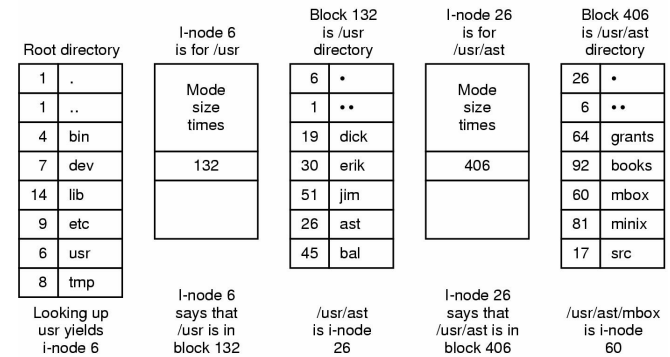 Root directory
1 .
1 ..
4 bin
7 dev
14 lib
9 etc
6 usr
8 tmp
Looking up
usr yields
i-node 6
I-node 6
is for /usr
Mode
size
times
132
I-node 6
says that
/usr is in
block 132
Block 132
is /usr
directory
6 •
1 ••
19 dick
30 erik
51 jim
26 ast
45 bal
/usr/ast
is i-node
26
I-node 26
is for
/usr/ast
Mode
size
times
406
I-node 26
says that
/usr/ast is in
block 406
Block 406
is /usr/ast
directory
26 •
6 ••
64 grants
92 books
60 mbox
81 minix
17 src
/usr/ast/mbox
is i-node
60